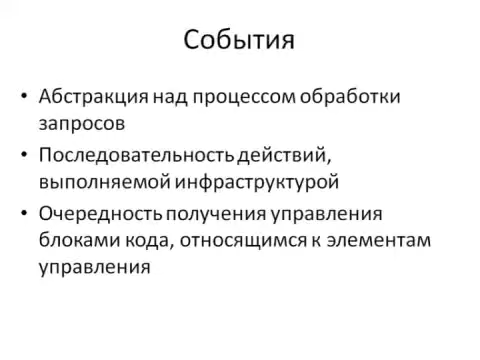 События
• Абстракция над процессом обработки
запросов
• Последовательность действий,
выполняемой инфраструктурой
• Очередность получения управления
блоками кода, относящимся к элементам
управления